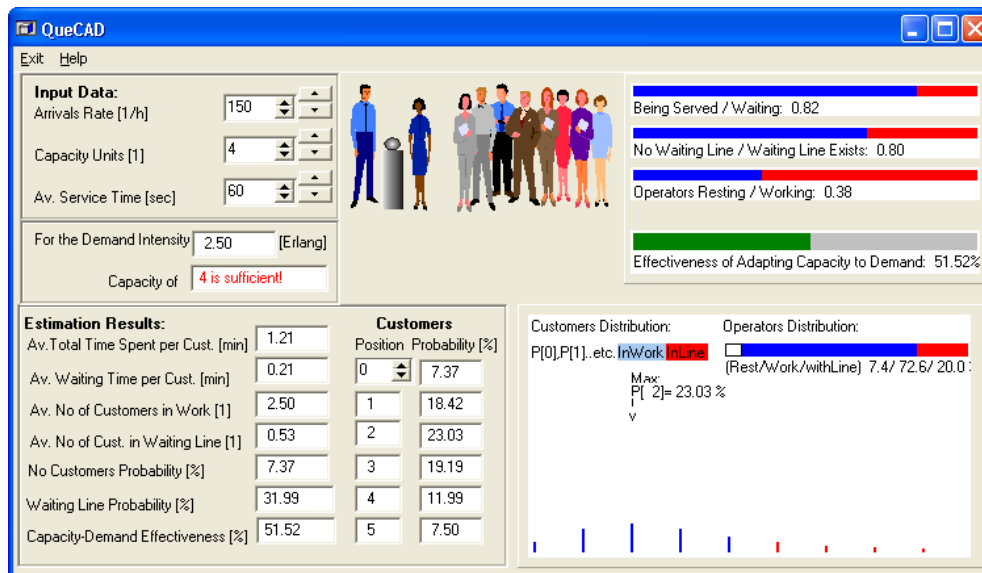 QueCAD
Exit Help
Input Data:
Arrivals Rate [1/h] 150
Capacity Units [1] 4
Av. Service Time [sec] 60
For the Demand Intensity 2.50 [Erlang]
Capacity of 4 is sufficient!
Being Served / Waiting: 0.82
No Waiting Line / Waiting Line Exists: 0.80
Operators Resting / Working: 0.38
Effectiveness of Adapting Capacity to Demand: 51.52%
Estimation Results:
Av.Total Time Spent per Cust. [min] 1.21
Av. Waiting Time per Cust. [min] 0.21
Av. No of Customers in Work [1] 2.50
Av. No of Cust. in Waiting Line [1] 0.53
No Customers Probability [%] 7.37
Waiting Line Probability [%] 31.99
Capacity-Demand Effectiveness [%] 51.52
Customers
Position Probability [%]
0 7.37
1 18.42
2 23.03
3 19.19
4 11.99
5 7.50
Customers Distribution:
P[0],P[1]..etc. InWork InLine
Max:
P[ 2]= 23.03 %
I
v
Operators Distribution:
(Rest/Work/withLine) 7.4/ 72.6/ 20.0